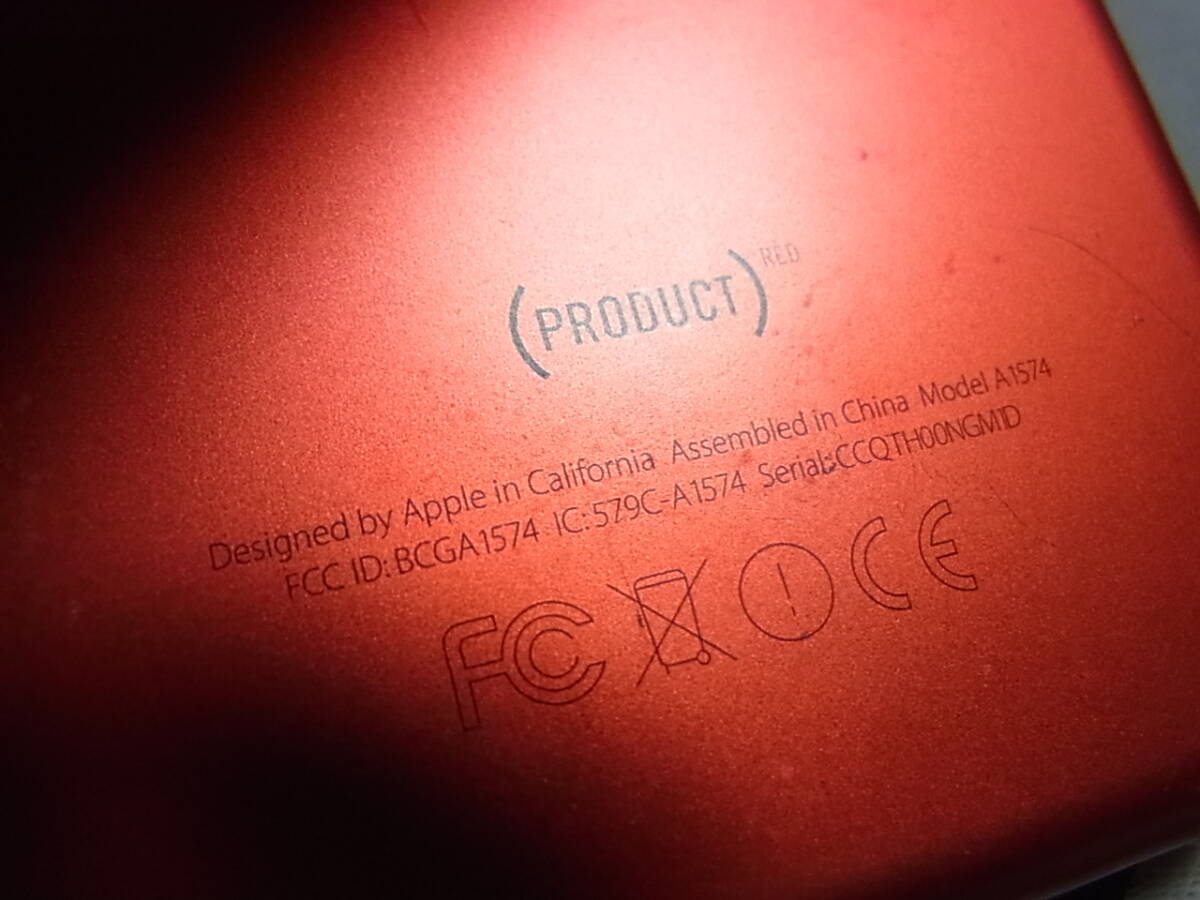 (PRODUCT)RED
Designed by Apple in California Assembled in China Model A1574
FCC ID: BCGA1574 IC: 579C-A1574 Serial: CCQTH00NGM1D
FC CE